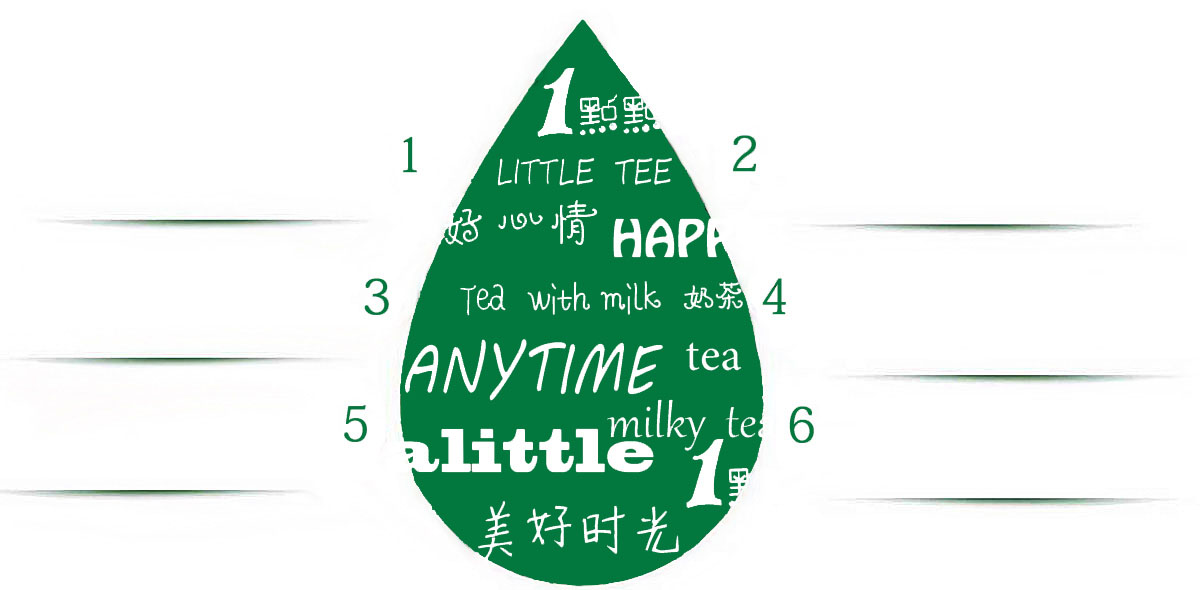 1點點
1 2
LITTLE TEE
好心情 HAPP
3 Tea with milk 奶茶 4
ANYTIME tea
5 milky tea 6
alittle 1點
美好时光